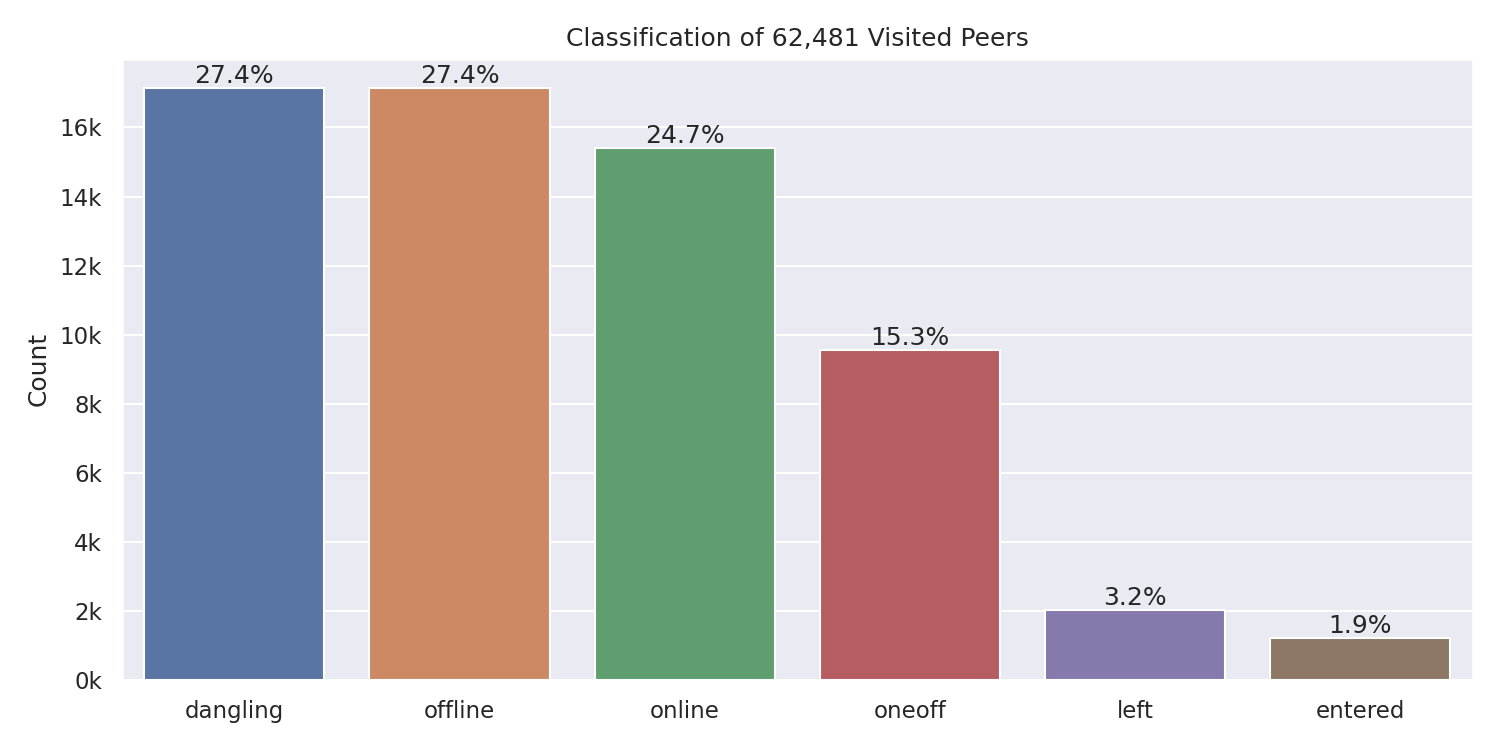 Classification of 62,481 Visited Peers
27.4%
27.4%
24.7%
15.3%
3.2%
1.9%
16k
14k
12k
10k
8k
6k
4k
2k
0k
Count
dangling
offline
online
oneoff
left
entered